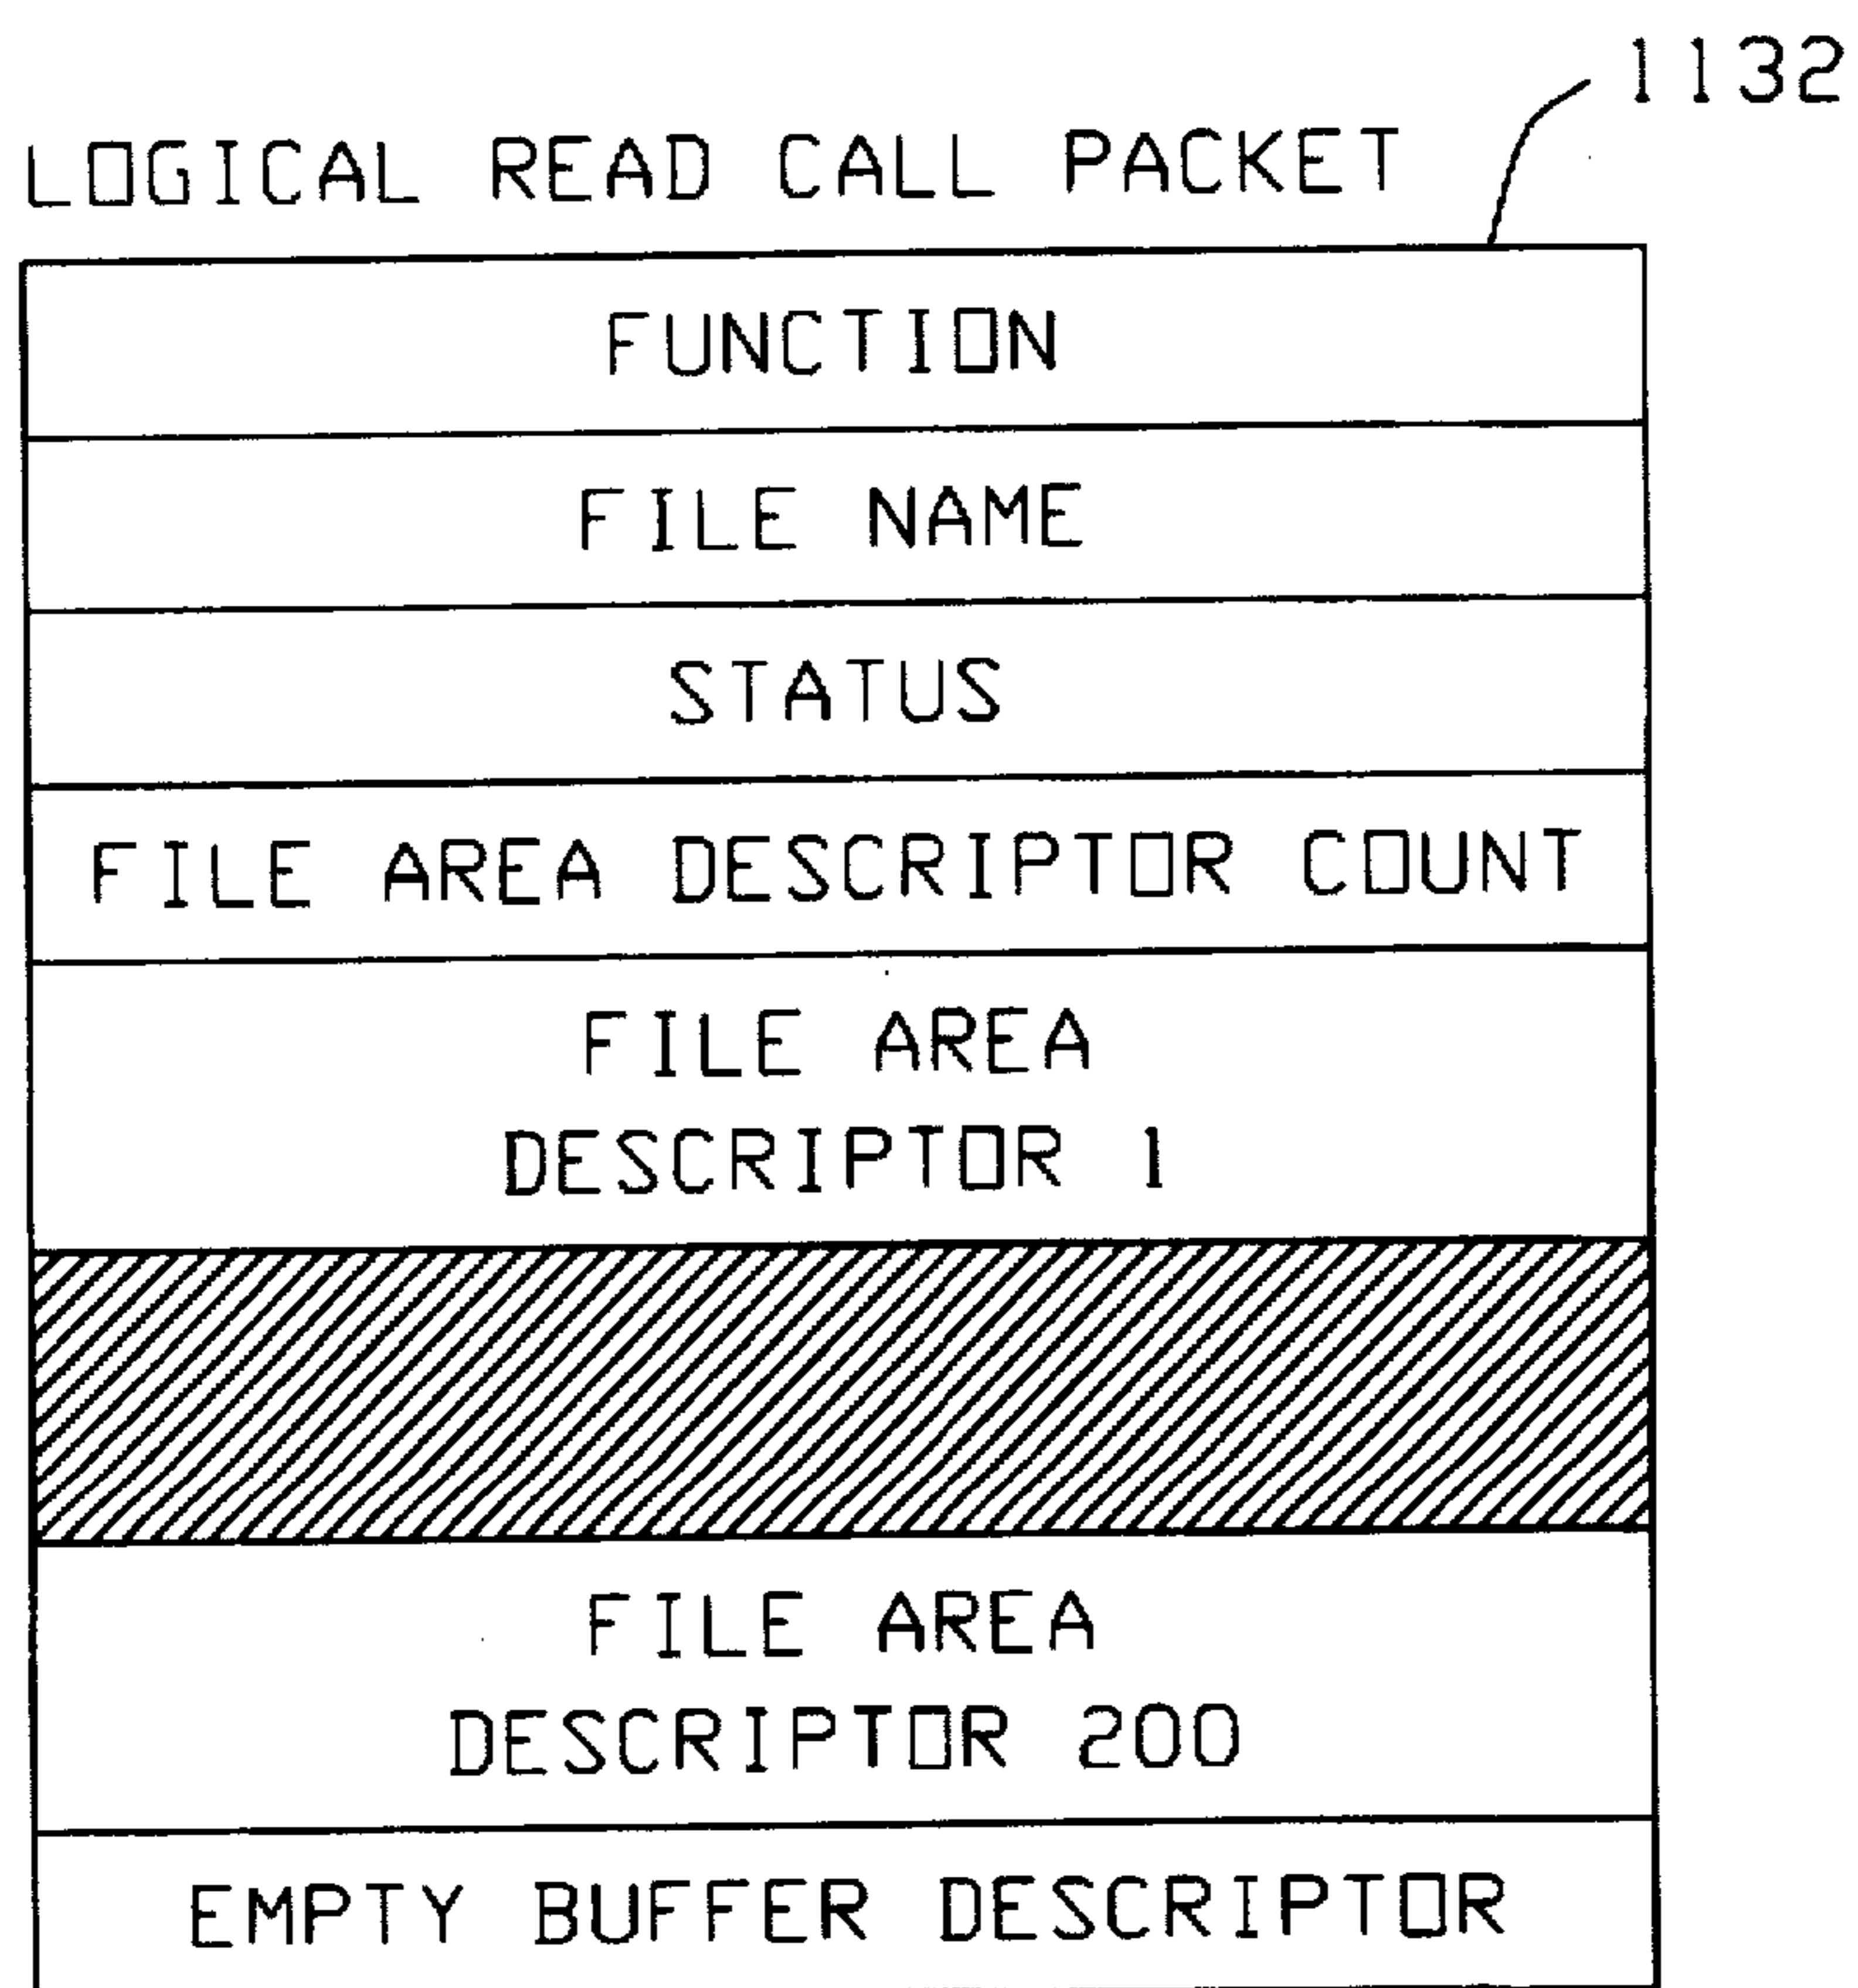 1132
LOGICAL READ CALL PACKET
FUNCTION
FILE NAME
STATUS
FILE AREA DESCRIPTOR COUNT
FILE AREA
DESCRIPTOR 1
FILE AREA
DESCRIPTOR 200
EMPTY BUFFER DESCRIPTOR